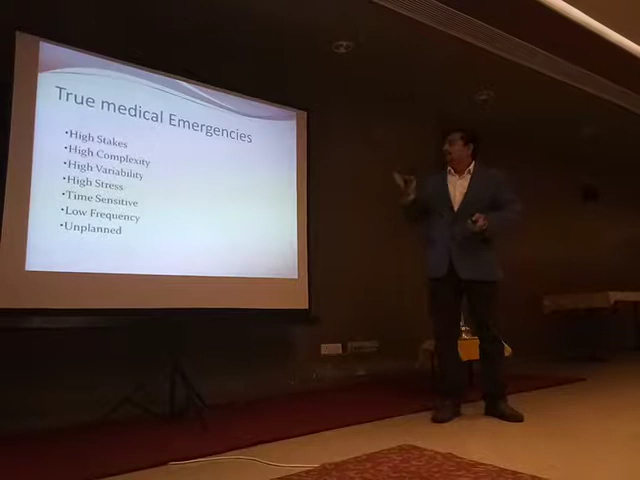 True medical Emergencies
•High Stakes
•High Complexity
•High Variability
•High Stress
•Time Sensitive
•Low Frequency
•Unplanned